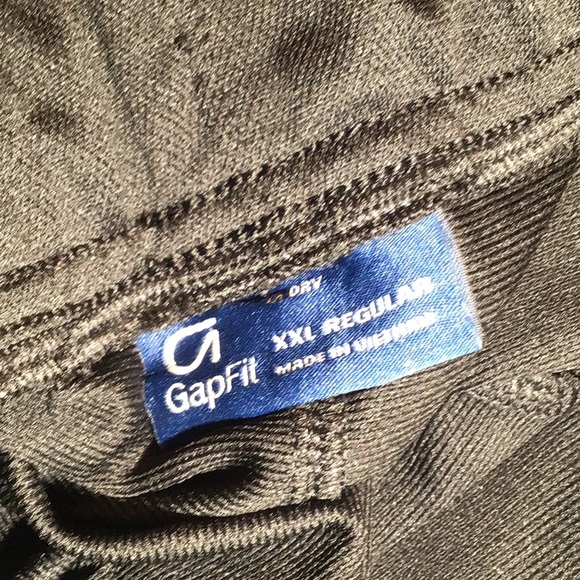 DRY
XXL REGULAR
MADE IN VIETNAM
GapFit